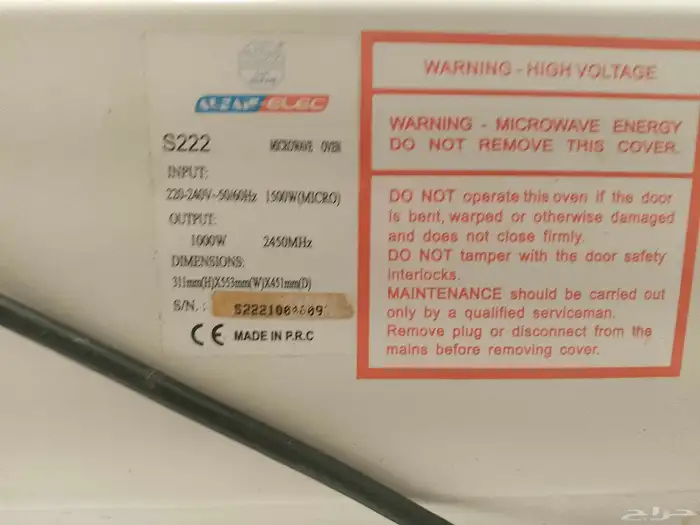 ELEC
S222 MICROWAVE OVEN
INPUT:
220-240V~50/60Hz 1500W(MICRO)
OUTPUT:
1000W 2450MHz
DIMENSIONS:
311mm(H)X553mm(W)X451mm(D)
S/N. :
CE MADE IN P.R.C
WARNING - HIGH VOLTAGE
WARNING - MICROWAVE ENERGY
DO NOT REMOVE THIS COVER.
DO NOT operate this oven if the door
is bent, warped or otherwise damaged
and does not close firmly.
DO NOT tamper with the door safety
interlocks.
MAINTENANCE should be carried out
only by a qualified serviceman.
Remove plug or disconnect from the
mains before removing cover.
حراج